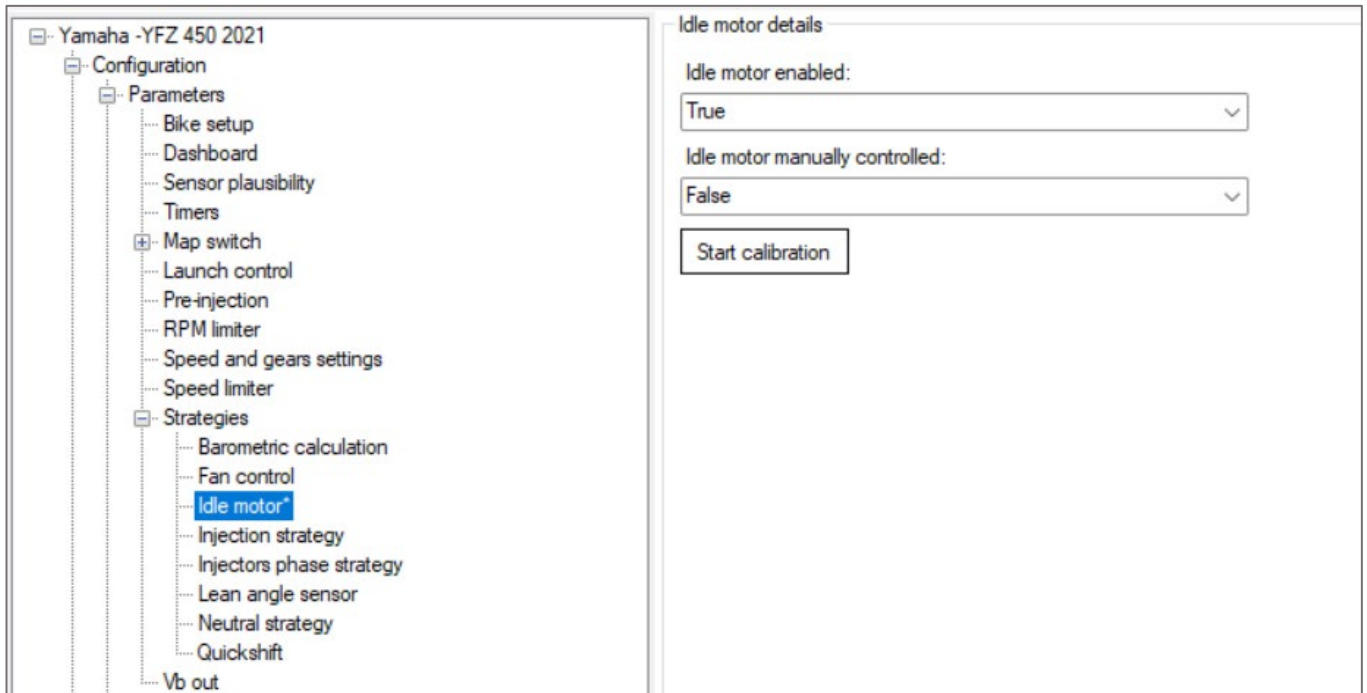 Yamaha -YFZ 450 2021
Configuration
Parameters
Bike setup
Dashboard
Sensor plausibility
Timers
Map switch
Launch control
Pre-injection
RPM limiter
Speed and gears settings
Speed limiter
Strategies
Barometric calculation
Fan control
Idle motor*
Injection strategy
Injectors phase strategy
Lean angle sensor
Neutral strategy
Quickshift
Vb out
Idle motor details
Idle motor enabled:
True
Idle motor manually controlled:
False
Start calibration